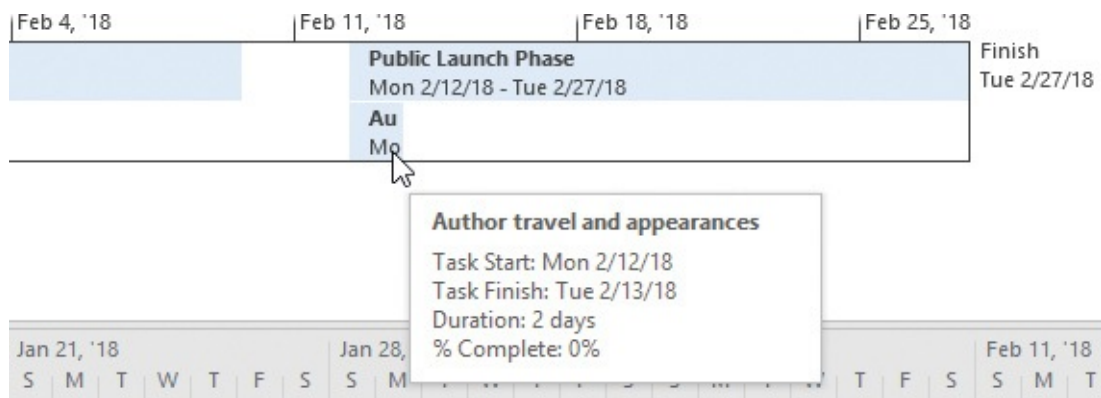 Feb 4, '18 Feb 11, '18 Feb 18, '18 Feb 25, '18
Public Launch Phase
Mon 2/12/18 - Tue 2/27/18
Finish
Tue 2/27/18
Au
Mo
Author travel and appearances
Task Start: Mon 2/12/18
Task Finish: Tue 2/13/18
Duration: 2 days
% Complete: 0%
Jan 21, '18 Jan 28, Feb 11, '18
S M T W T F S S M T F S S M T